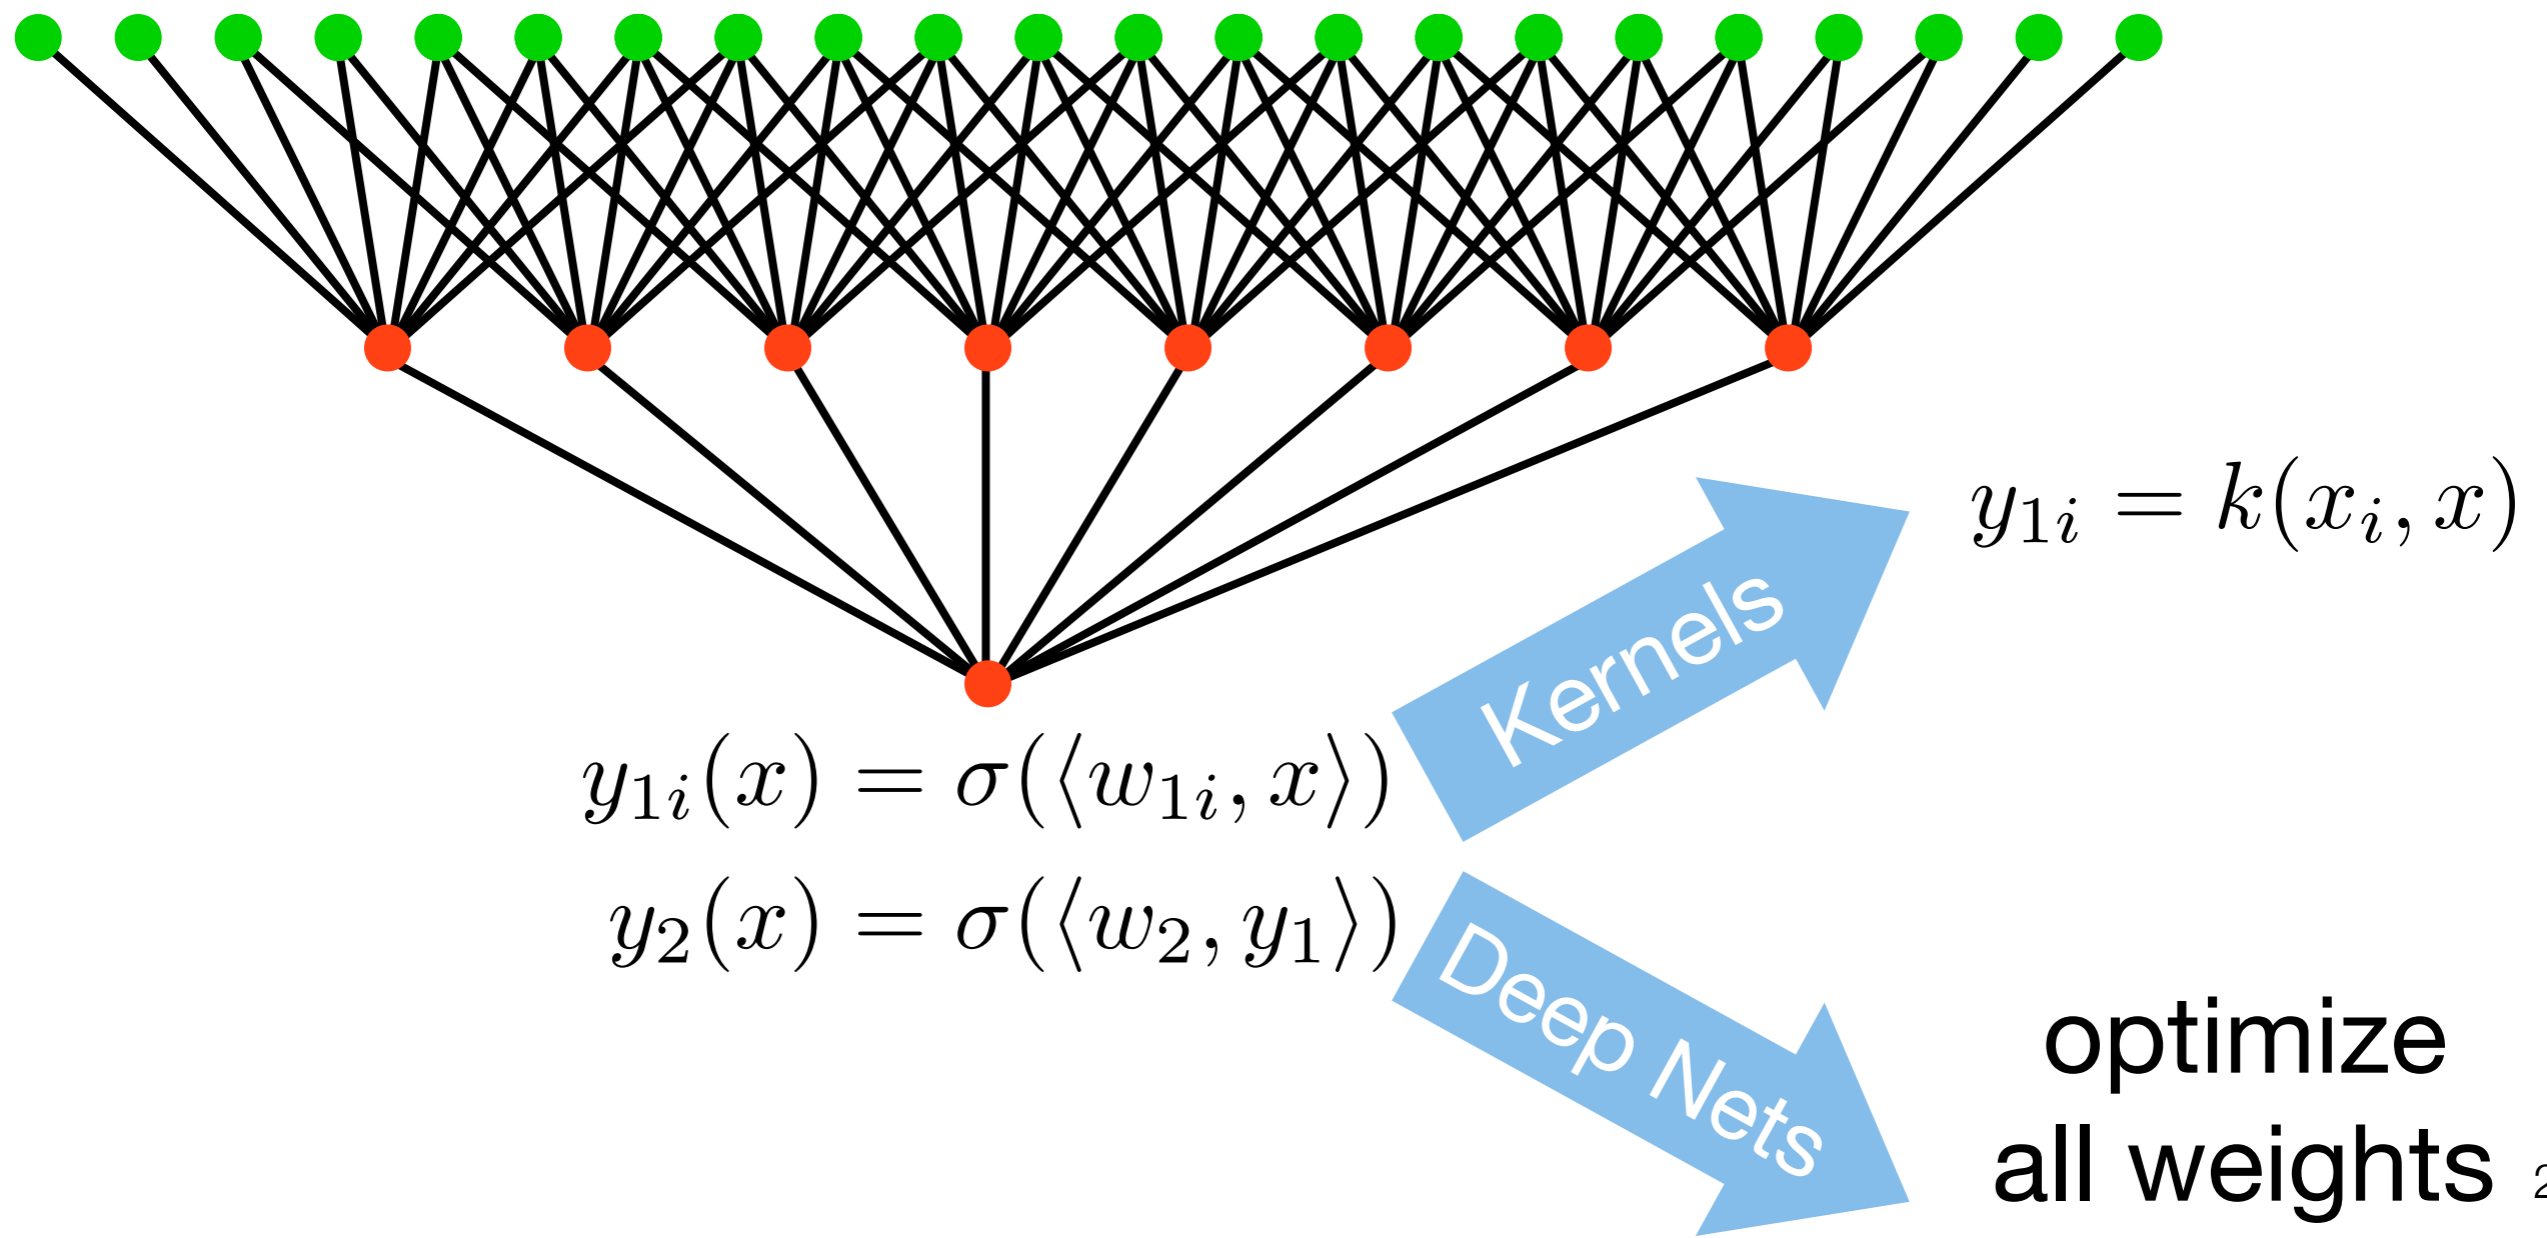 y_{1i} = k(x_i, x)
Kernels
y_{1i}(x) = σ(⟨w_{1i}, x⟩)
y_2(x) = σ(⟨w_2, y_1⟩)
Deep Nets
optimize
all weights